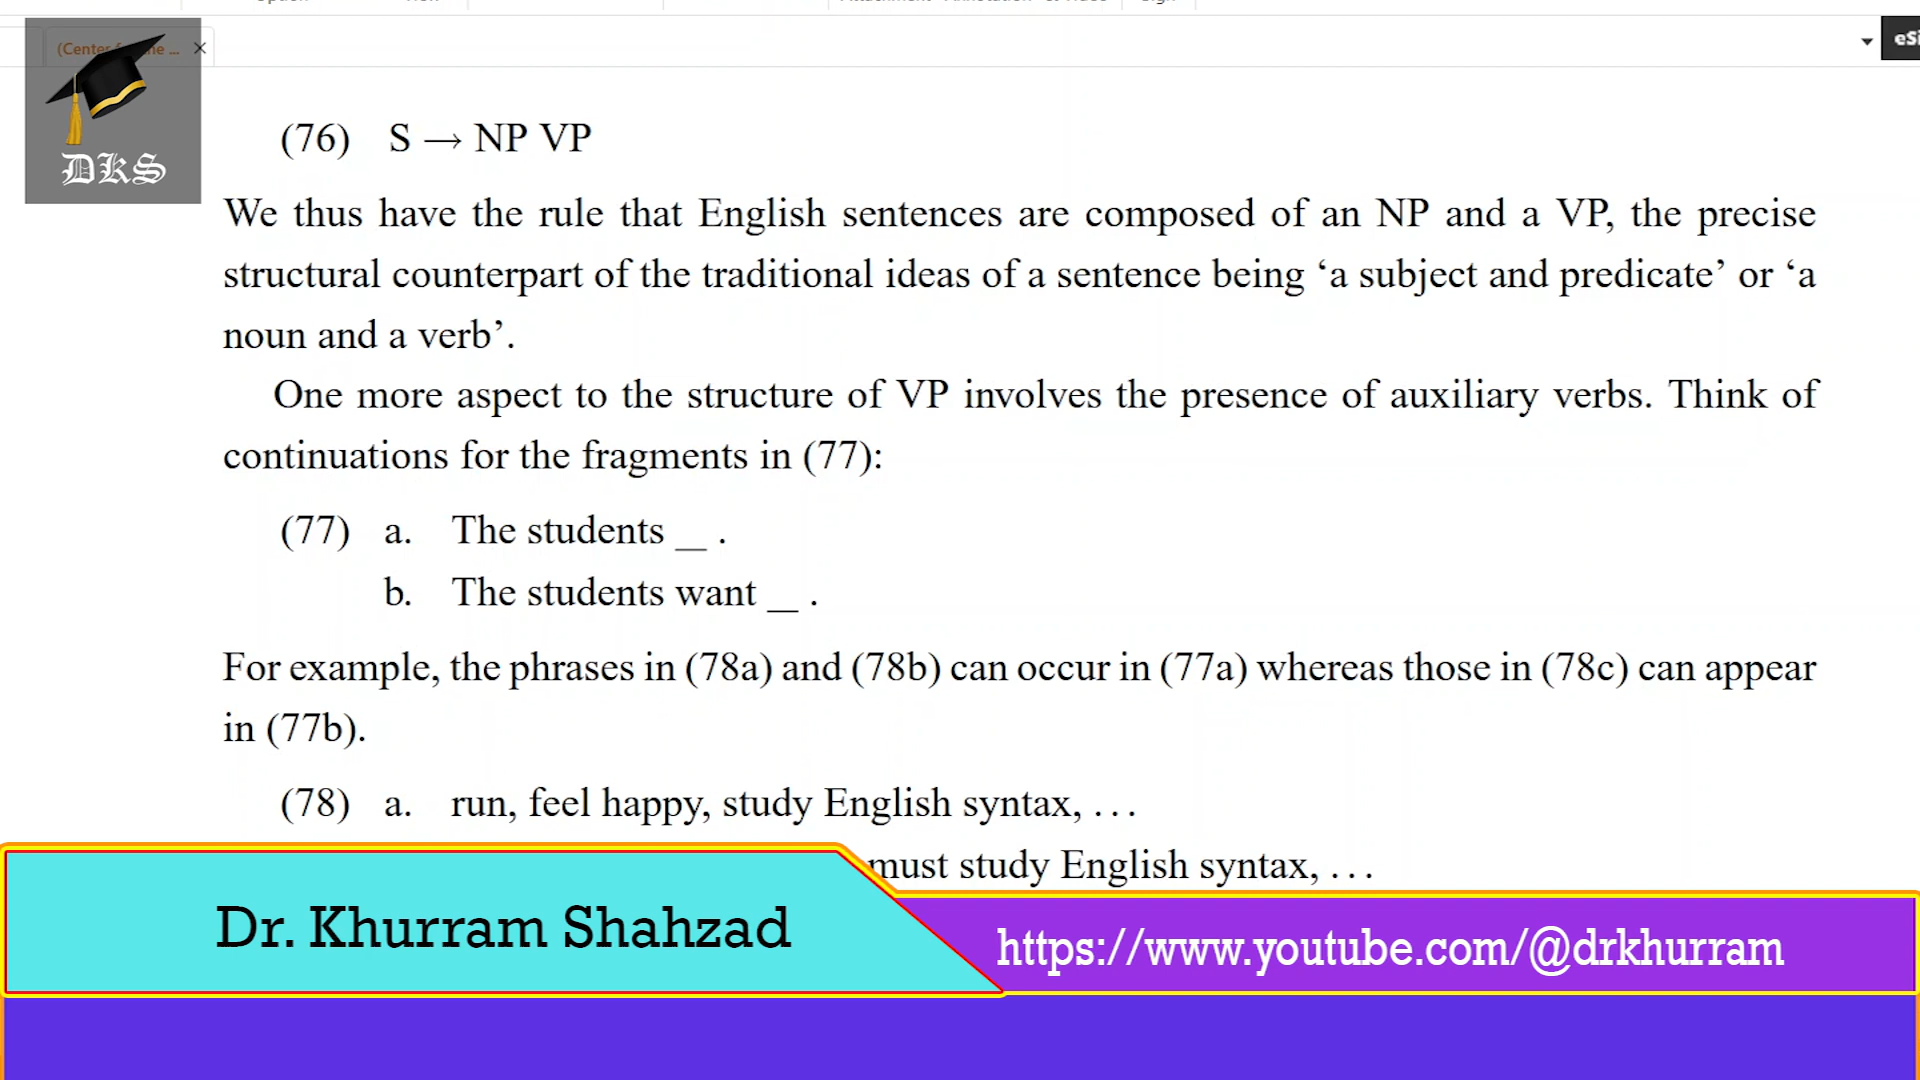 (Center
DKS
eSi
(76) S → NP VP
We thus have the rule that English sentences are composed of an NP and a VP, the precise
structural counterpart of the traditional ideas of a sentence being ‘a subject and predicate’ or ‘a
noun and a verb’.
One more aspect to the structure of VP involves the presence of auxiliary verbs. Think of
continuations for the fragments in (77):
(77) a. The students __ .
b. The students want __ .
For example, the phrases in (78a) and (78b) can occur in (77a) whereas those in (78c) can appear
in (77b).
(78) a. run, feel happy, study English syntax, . . .
must study English syntax, . . .
Dr. Khurram Shahzad
https://www.youtube.com/@drkhurram